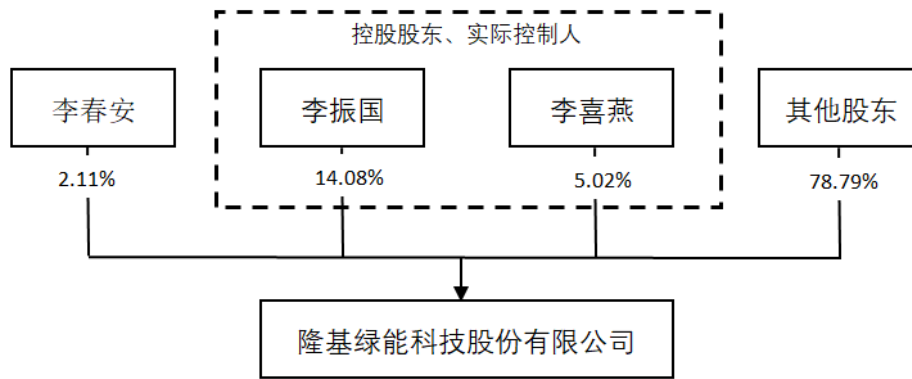 控股股东、实际控制人
李春安
李振国
李喜燕
其他股东
2.11%
14.08%
5.02%
78.79%
隆基绿能科技股份有限公司